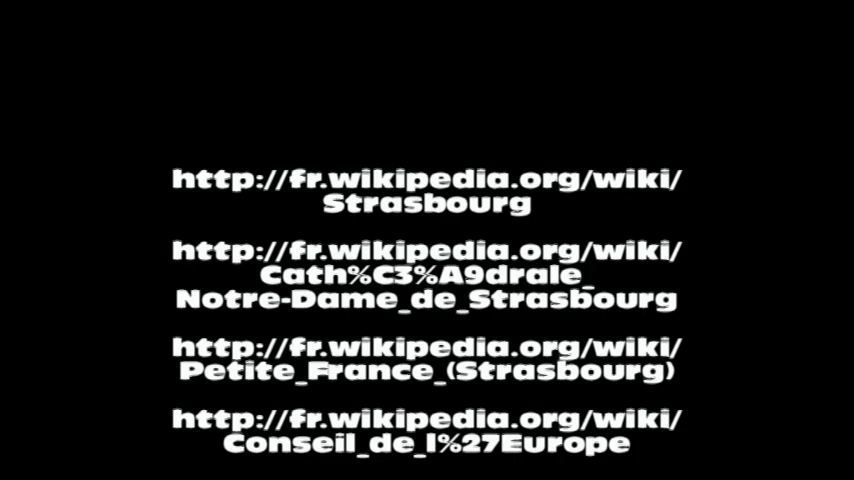 http://fr.wikipedia.org/wiki/
Strasbourg
http://fr.wikipedia.org/wiki/
Cath%C3%A9drale_
Notre-Dame_de_Strasbourg
http://fr.wikipedia.org/wiki/
Petite_France_(Strasbourg)
http://fr.wikipedia.org/wiki/
Conseil_de_l%27Europe